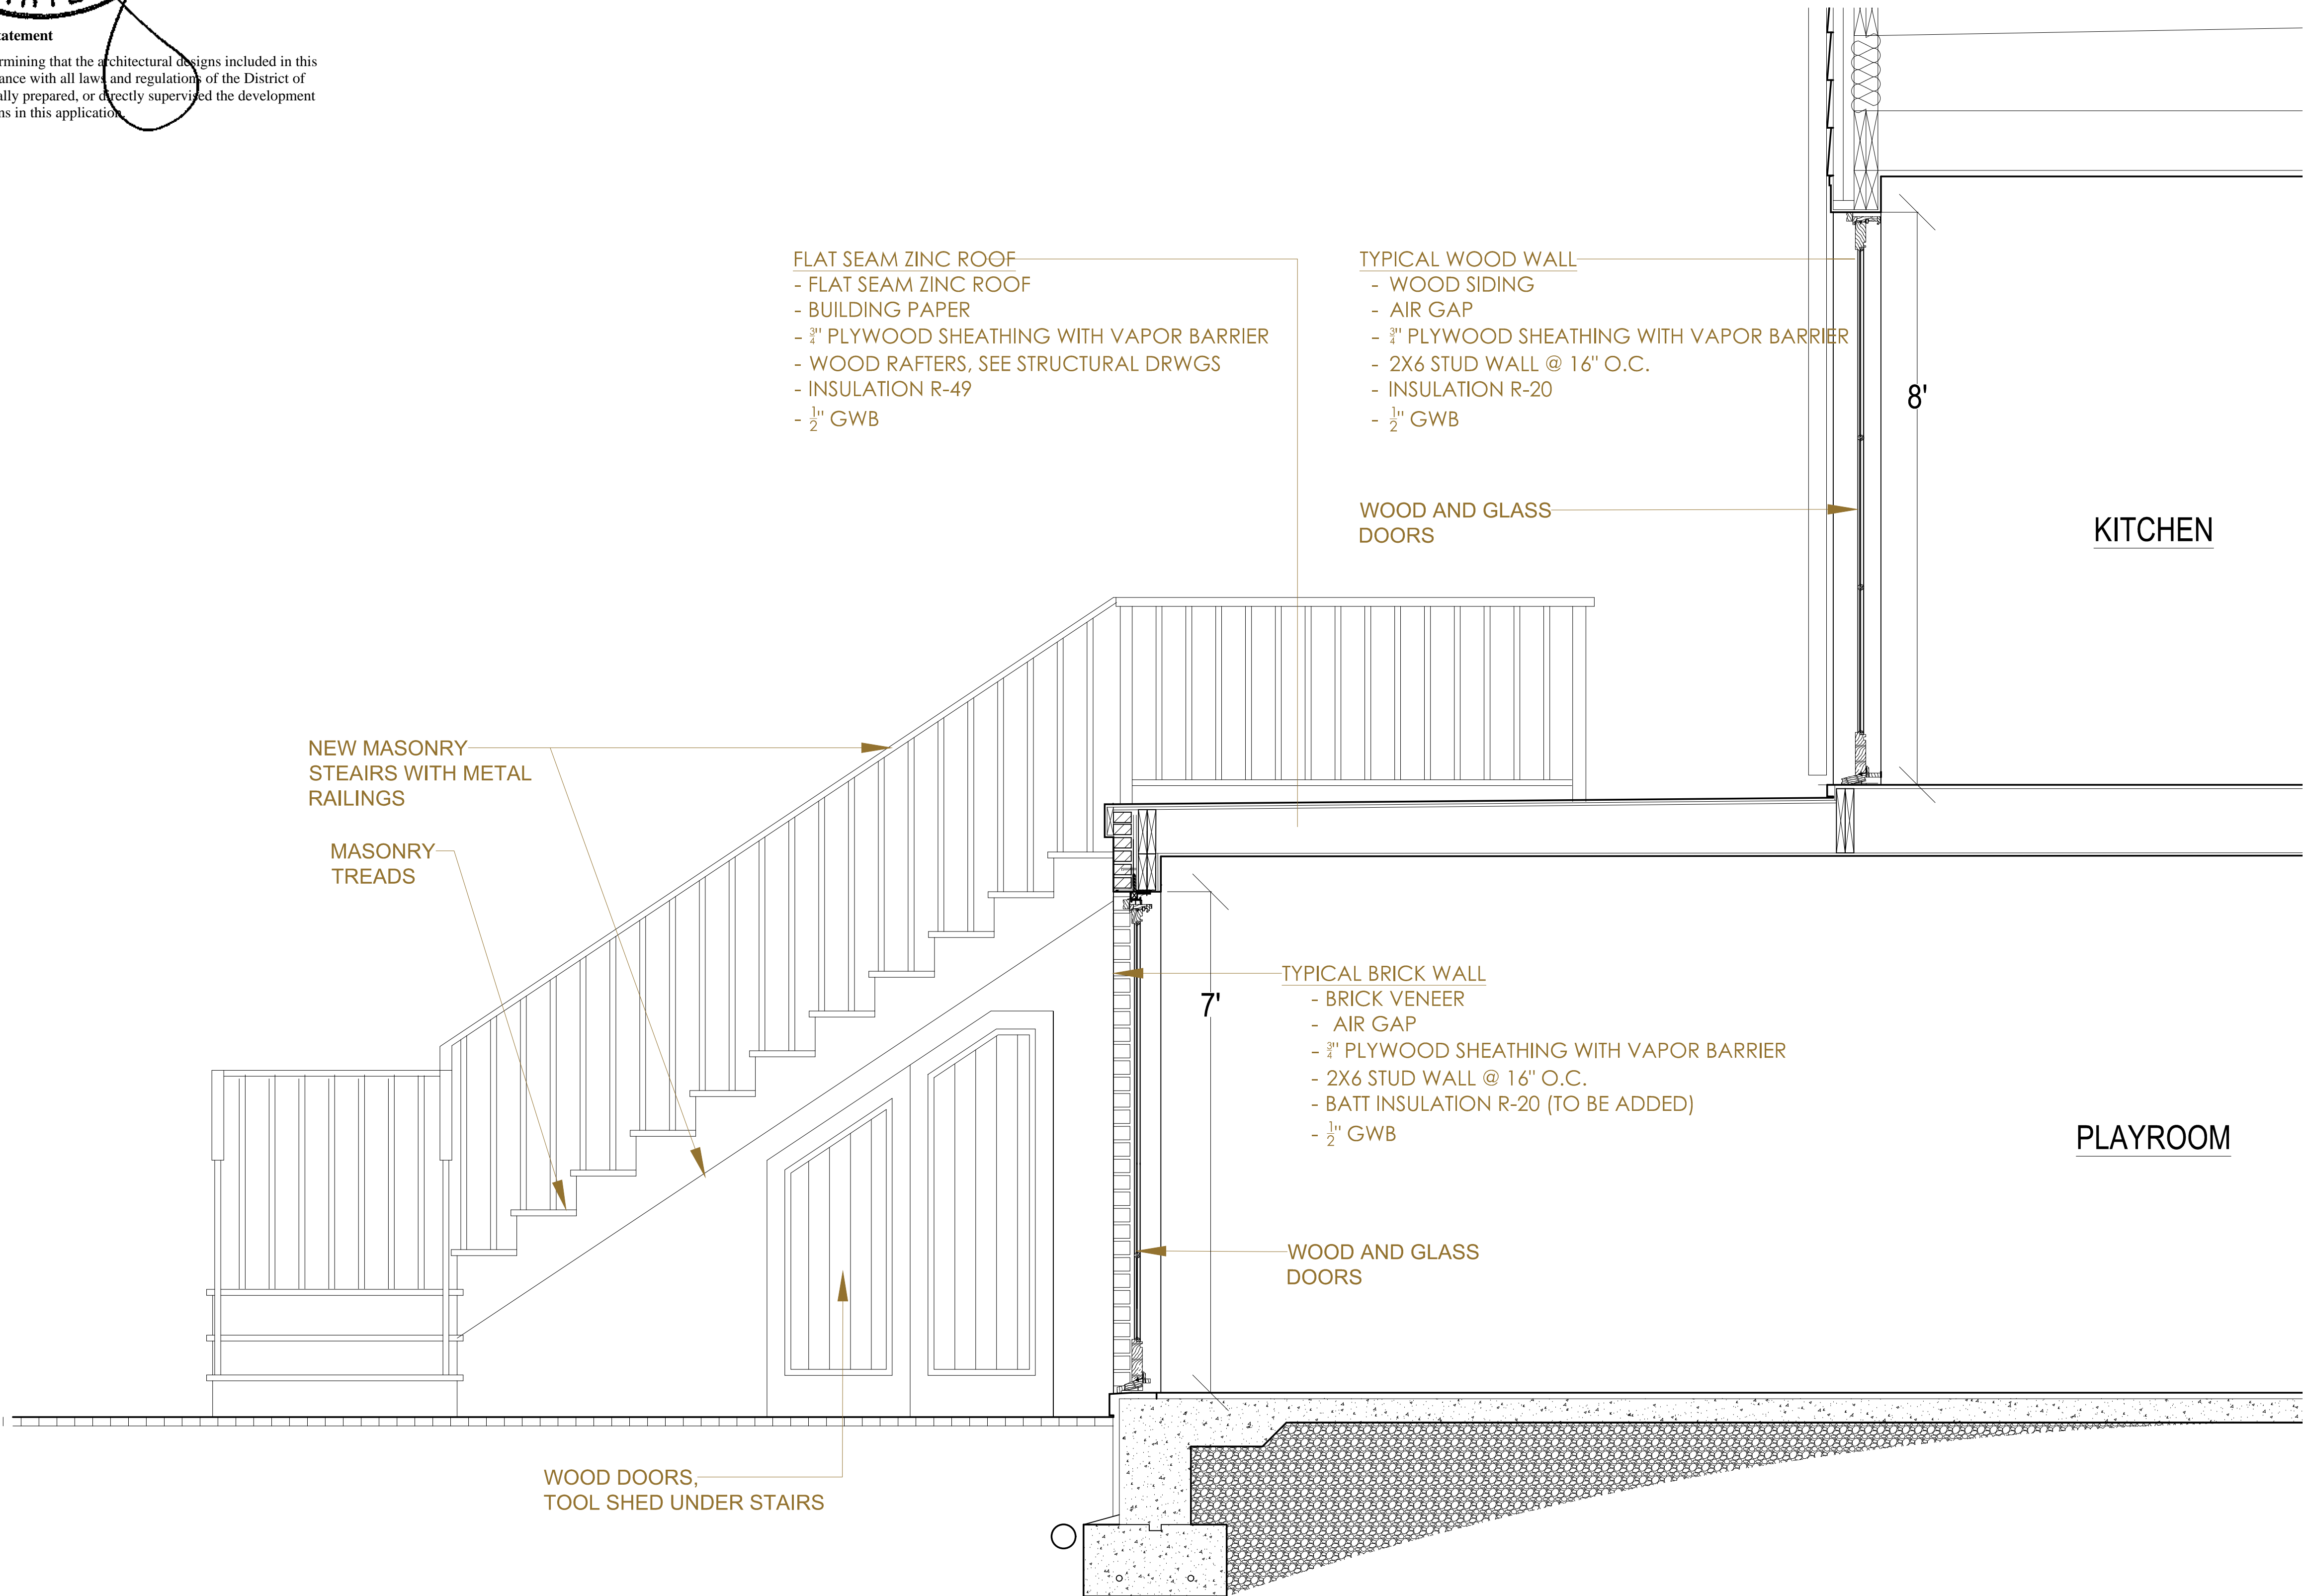 atement
rmining that the architectural designs included in this
ance with all laws and regulations of the District of
ally prepared, or directly supervised the development
ns in this application.
FLAT SEAM ZINC ROOF
- FLAT SEAM ZINC ROOF
- BUILDING PAPER
- 3/4" PLYWOOD SHEATHING WITH VAPOR BARRIER
- WOOD RAFTERS, SEE STRUCTURAL DRWGS
- INSULATION R-49
- 1/2" GWB
TYPICAL WOOD WALL
- WOOD SIDING
- AIR GAP
- 3/4" PLYWOOD SHEATHING WITH VAPOR BARRIER
- 2X6 STUD WALL @ 16" O.C.
- INSULATION R-20
- 1/2" GWB
8'
WOOD AND GLASS
DOORS
KITCHEN
NEW MASONRY
STEAIRS WITH METAL
RAILINGS
MASONRY
TREADS
7'
TYPICAL BRICK WALL
- BRICK VENEER
- AIR GAP
- 3/4" PLYWOOD SHEATHING WITH VAPOR BARRIER
- 2X6 STUD WALL @ 16" O.C.
- BATT INSULATION R-20 (TO BE ADDED)
- 1/2" GWB
PLAYROOM
WOOD AND GLASS
DOORS
WOOD DOORS,
TOOL SHED UNDER STAIRS